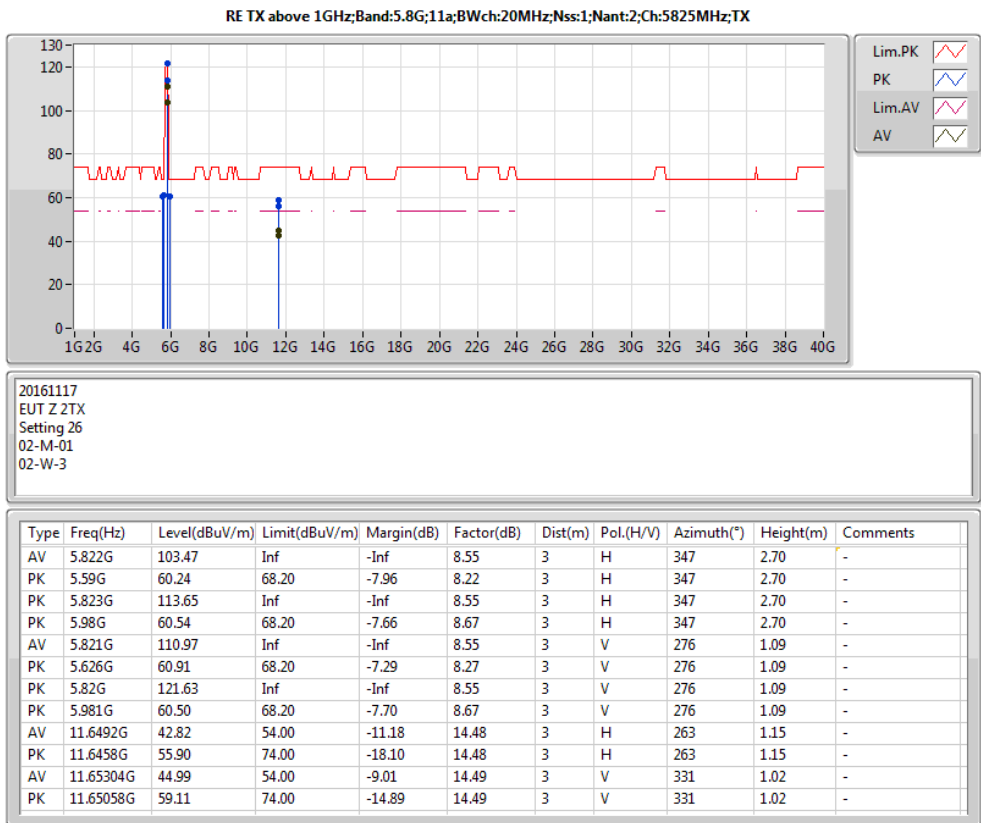 RE TX above 1GHz;Band:5.8G;11a;BWch:20MHz;Nss:1;Nant:2;Ch:5825MHz;TX
130
120
100
80
60
40
20
0
1G 2G 4G 6G 8G 10G 12G 14G 16G 18G 20G 22G 24G 26G 28G 30G 32G 34G 36G 38G 40G
Lim.PK
PK
Lim.AV
AV
20161117
EUT Z 2TX
Setting 26
02-M-01
02-W-3
Type Freq(Hz) Level(dBuV/m) Limit(dBuV/m) Margin(dB) Factor(dB) Dist(m) Pol.(H/V) Azimuth(°) Height(m) Comments
AV 5.822G 103.47 Inf -Inf 8.55 3 H 347 2.70 -
PK 5.59G 60.24 68.20 -7.96 8.22 3 H 347 2.70 -
PK 5.823G 113.65 Inf -Inf 8.55 3 H 347 2.70 -
PK 5.98G 60.54 68.20 -7.66 8.67 3 H 347 2.70 -
AV 5.821G 110.97 Inf -Inf 8.55 3 V 276 1.09 -
PK 5.626G 60.91 68.20 -7.29 8.27 3 V 276 1.09 -
PK 5.82G 121.63 Inf -Inf 8.55 3 V 276 1.09 -
PK 5.981G 60.50 68.20 -7.70 8.67 3 V 276 1.09 -
AV 11.6492G 42.82 54.00 -11.18 14.48 3 H 263 1.15 -
PK 11.6458G 55.90 74.00 -18.10 14.48 3 H 263 1.15 -
AV 11.65304G 44.99 54.00 -9.01 14.49 3 V 331 1.02 -
PK 11.65058G 59.11 74.00 -14.89 14.49 3 V 331 1.02 -